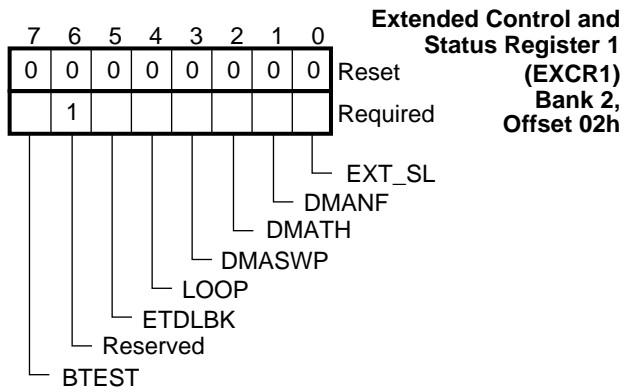 Extended Control and
Status Register 1
(EXCR1)
Bank 2,
Offset 02h
7 6 5 4 3 2 1 0
0 0 0 0 0 0 0 0 Reset
1 Required
EXT_SL
DMANF
DMATH
DMASWP
LOOP
ETDLBK
Reserved
BTEST